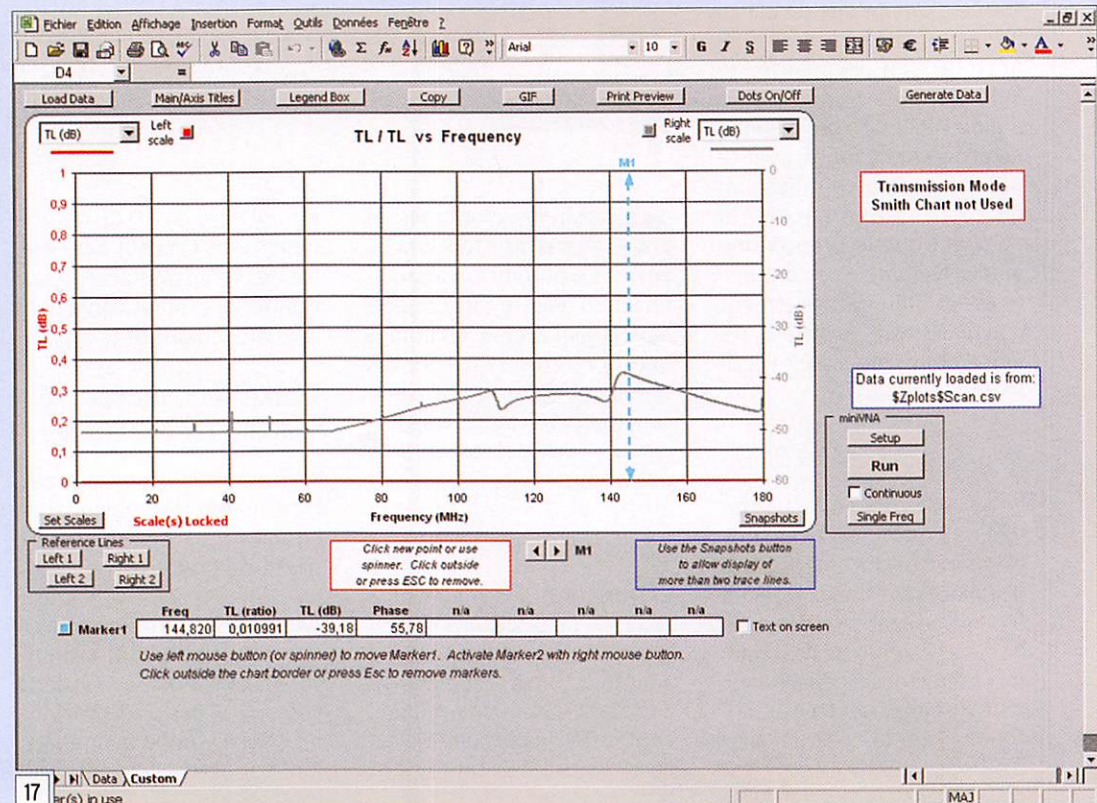 Fichier Edition Affichage Insertion Format Outils Données Fenêtre ?
Arial 10 G I S
D4 =
Load Data Main/Axis Titles Legend Box Copy GIF Print Preview Dots On/Off Generate Data
TL (dB) Left scale TL / TL vs Frequency Right scale TL (dB)
M1
1
0,9
0,8
0,7
0,6
0,5
0,4
0,3
0,2
0,1
0
TL (dB)
0
-10
-20
-30
-40
-50
-60
TL (dB)
0 20 40 60 80 100 120 140 160 180
Set Scales Scale(s) Locked Frequency (MHz) Snapshots
Transmission Mode
Smith Chart not Used
Data currently loaded is from:
$Zplots$Scan.csv
miniVNA
Setup
Run
Continuous
Single Freq
Reference Lines
Left 1 Right 1
Left 2 Right 2
Click new point or use
spinner. Click outside
or press ESC to remove.
M1
Use the Snapshots button
to allow display of
more than two trace lines.
Freq TL (ratio) TL (dB) Phase n/a n/a n/a n/a
Marker1 144,820 0,010991 -39,18 55,78
Text on screen
Use left mouse button (or spinner) to move Marker1. Activate Marker2 with right mouse button.
Click outside the chart border or press Esc to remove markers.
Data Custom
17 er(s) in use MAJ